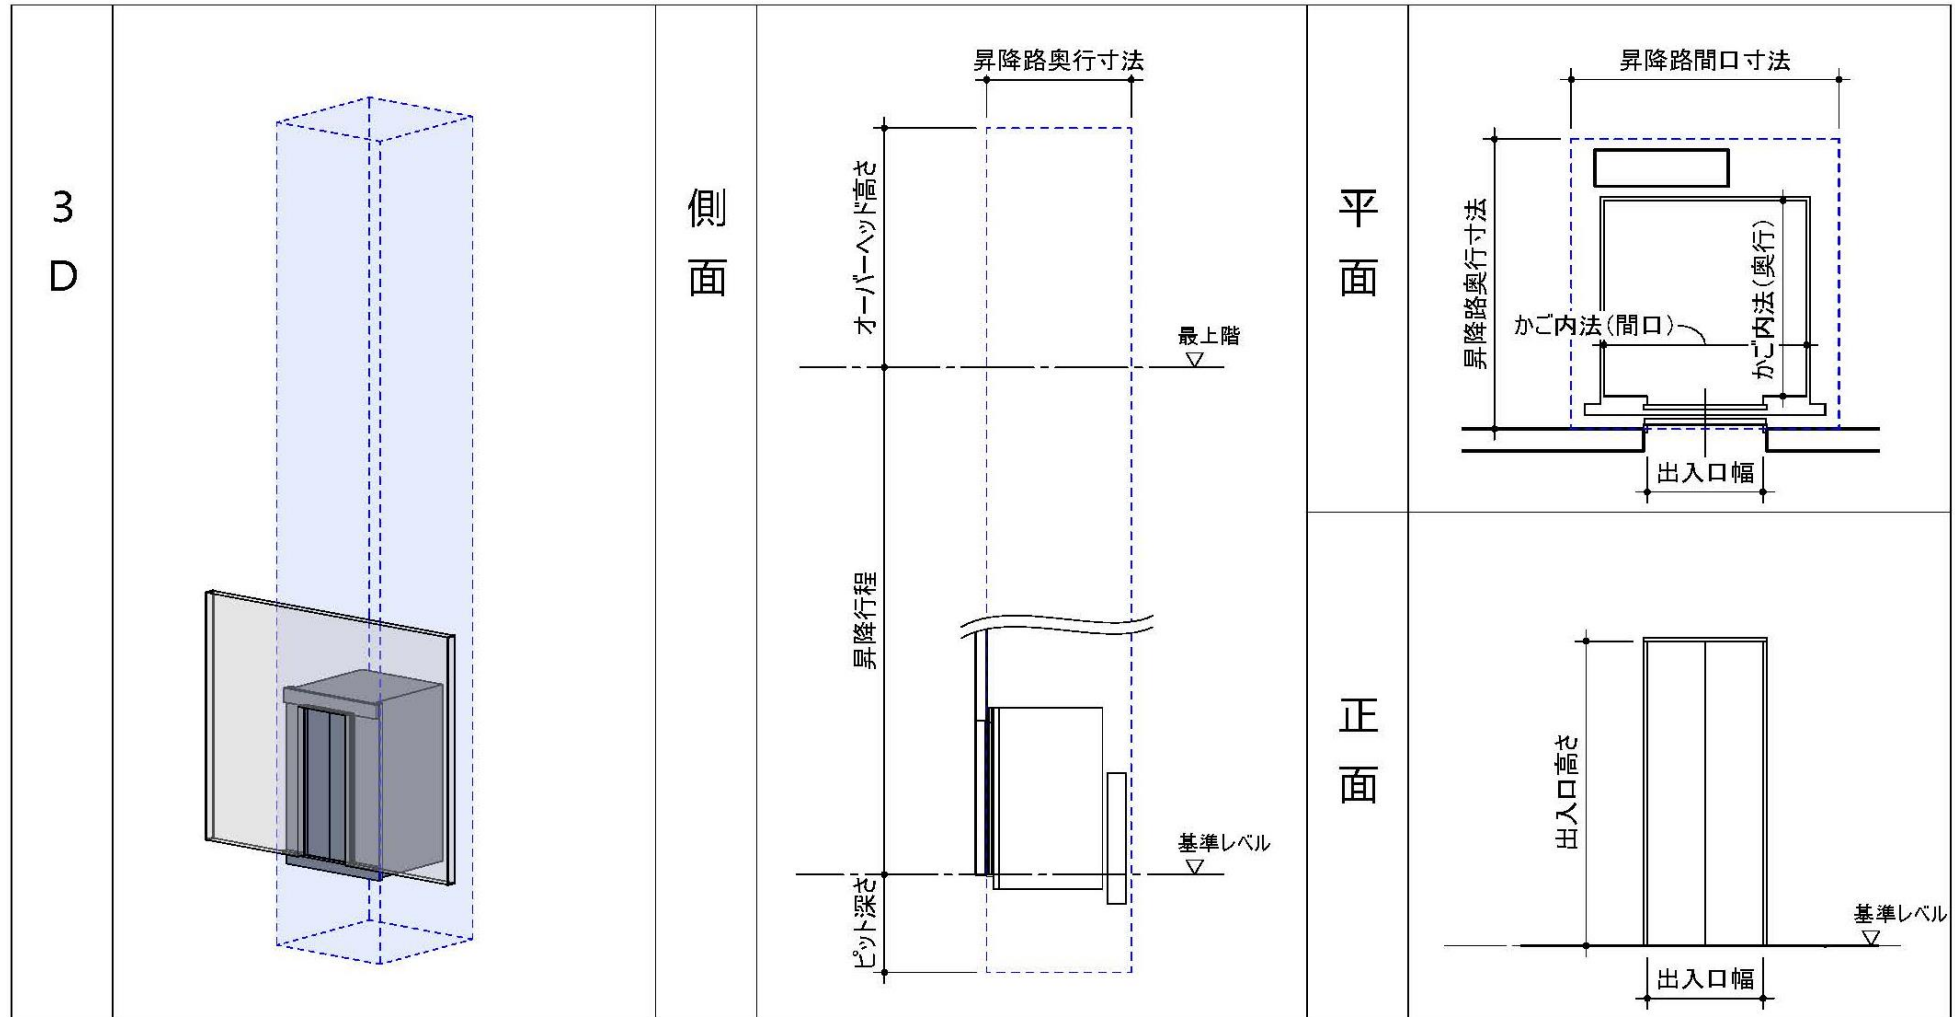 3D
側面
昇降路奥行寸法
オーバーヘッド高さ
最上階
昇降行程
基準レベル
ピット深さ
平面
昇降路間口寸法
昇降路奥行寸法
かご内法(間口)
かご内法(奥行)
出入口幅
正面
出入口高さ
基準レベル
出入口幅